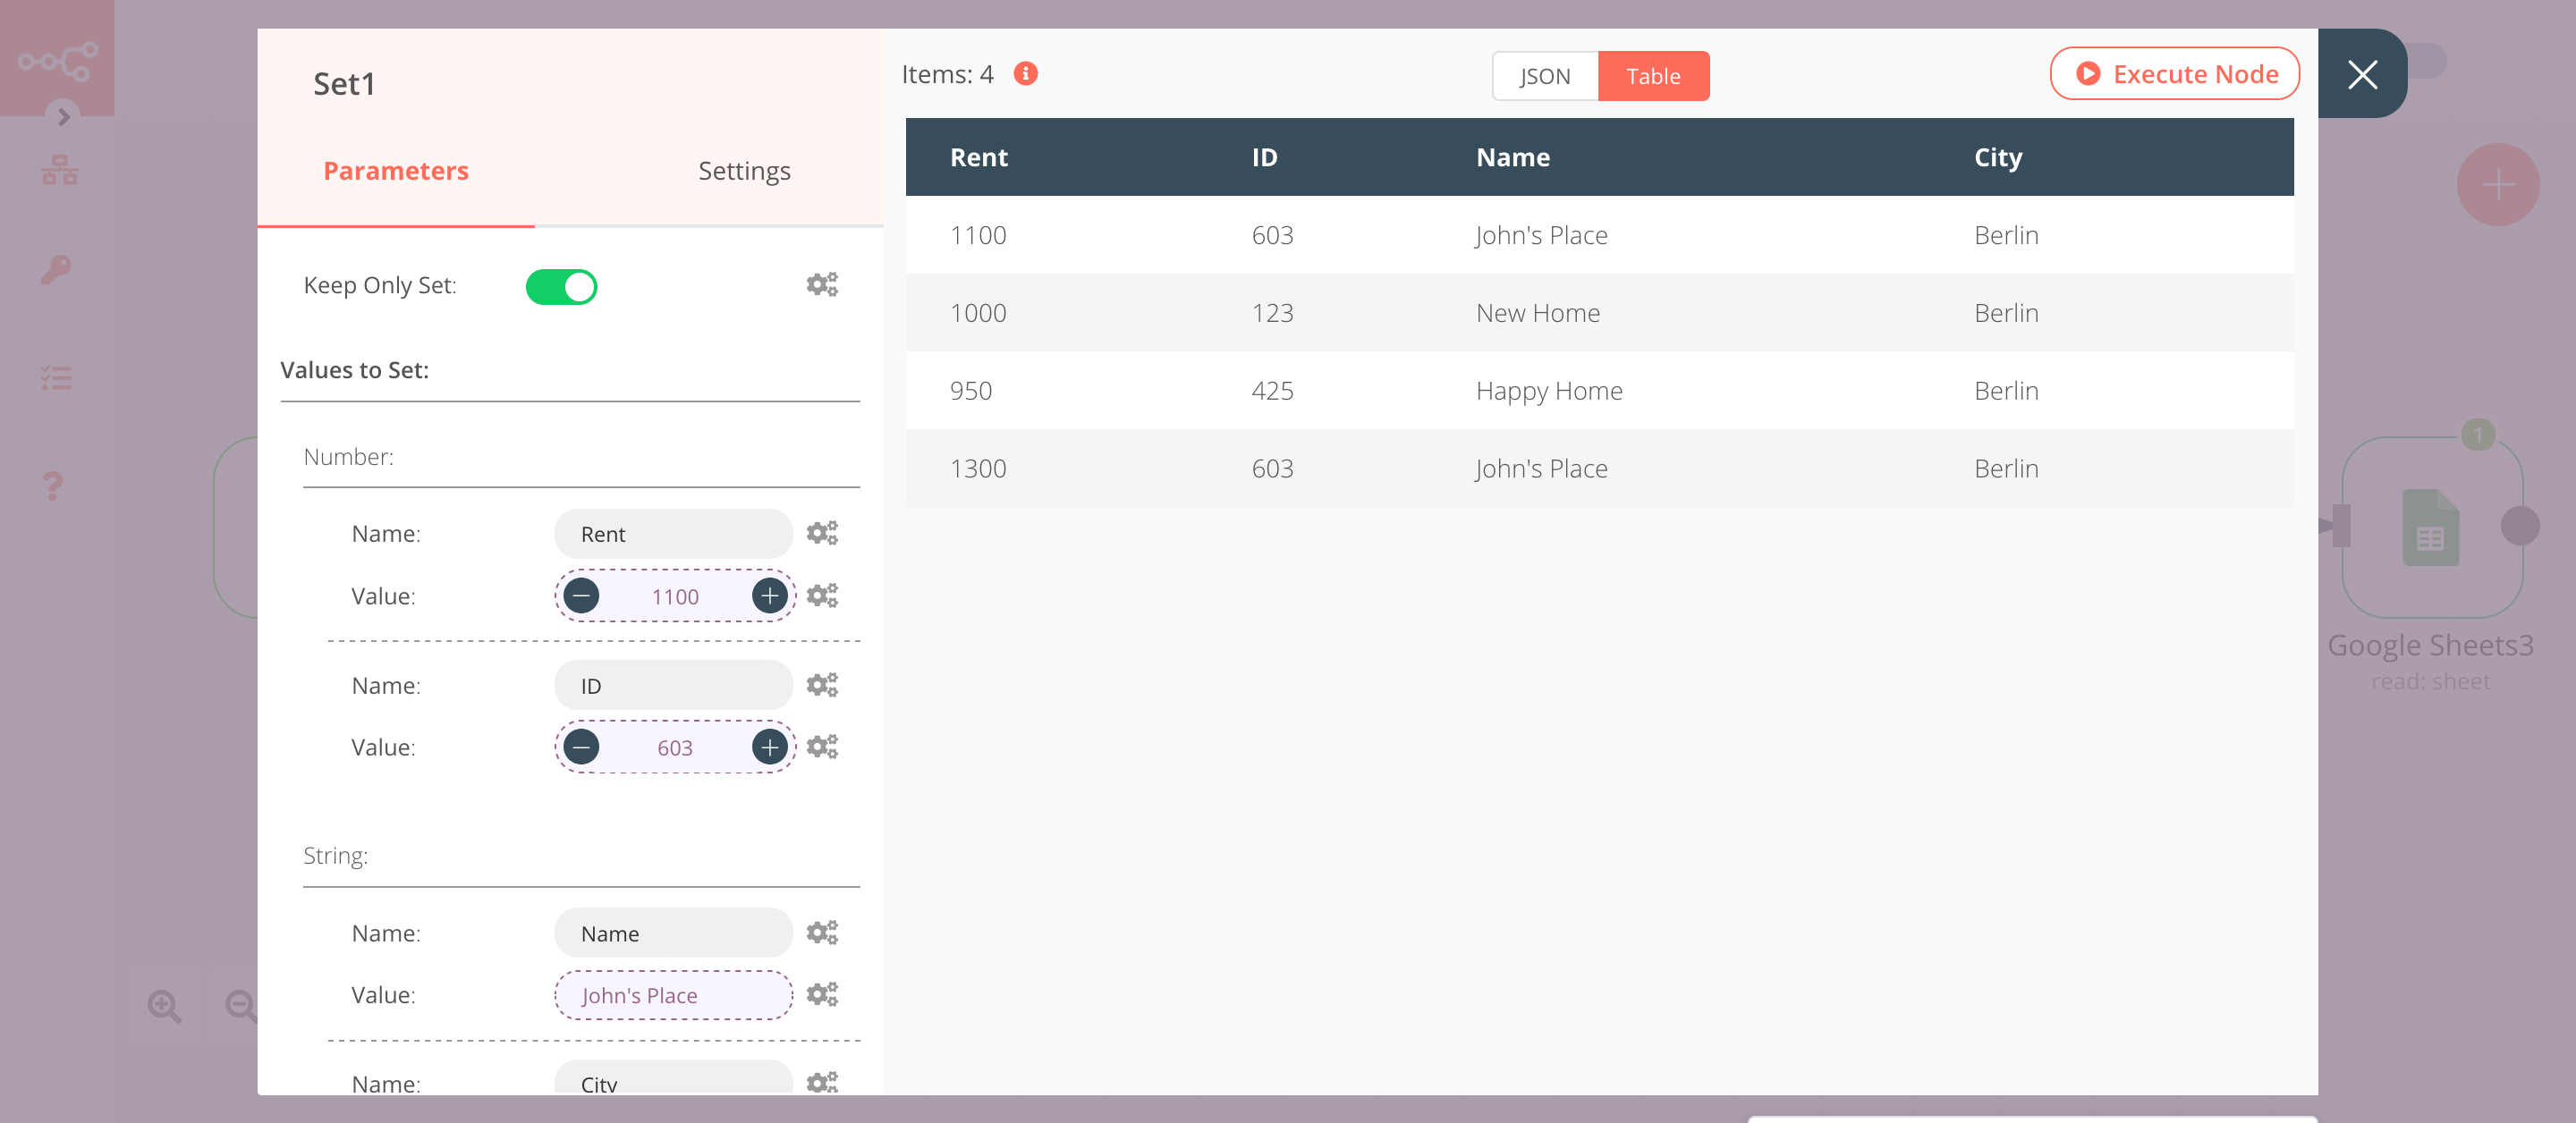 Set1
Parameters Settings
Keep Only Set:
Values to Set:
Number:
Name: Rent
Value: 1100
Name: ID
Value: 603
String:
Name: Name
Value: John's Place
Name: City
Items: 4
JSON Table
Execute Node
Rent ID Name City
1100 603 John's Place Berlin
1000 123 New Home Berlin
950 425 Happy Home Berlin
1300 603 John's Place Berlin
1
Google Sheets3
read: sheet